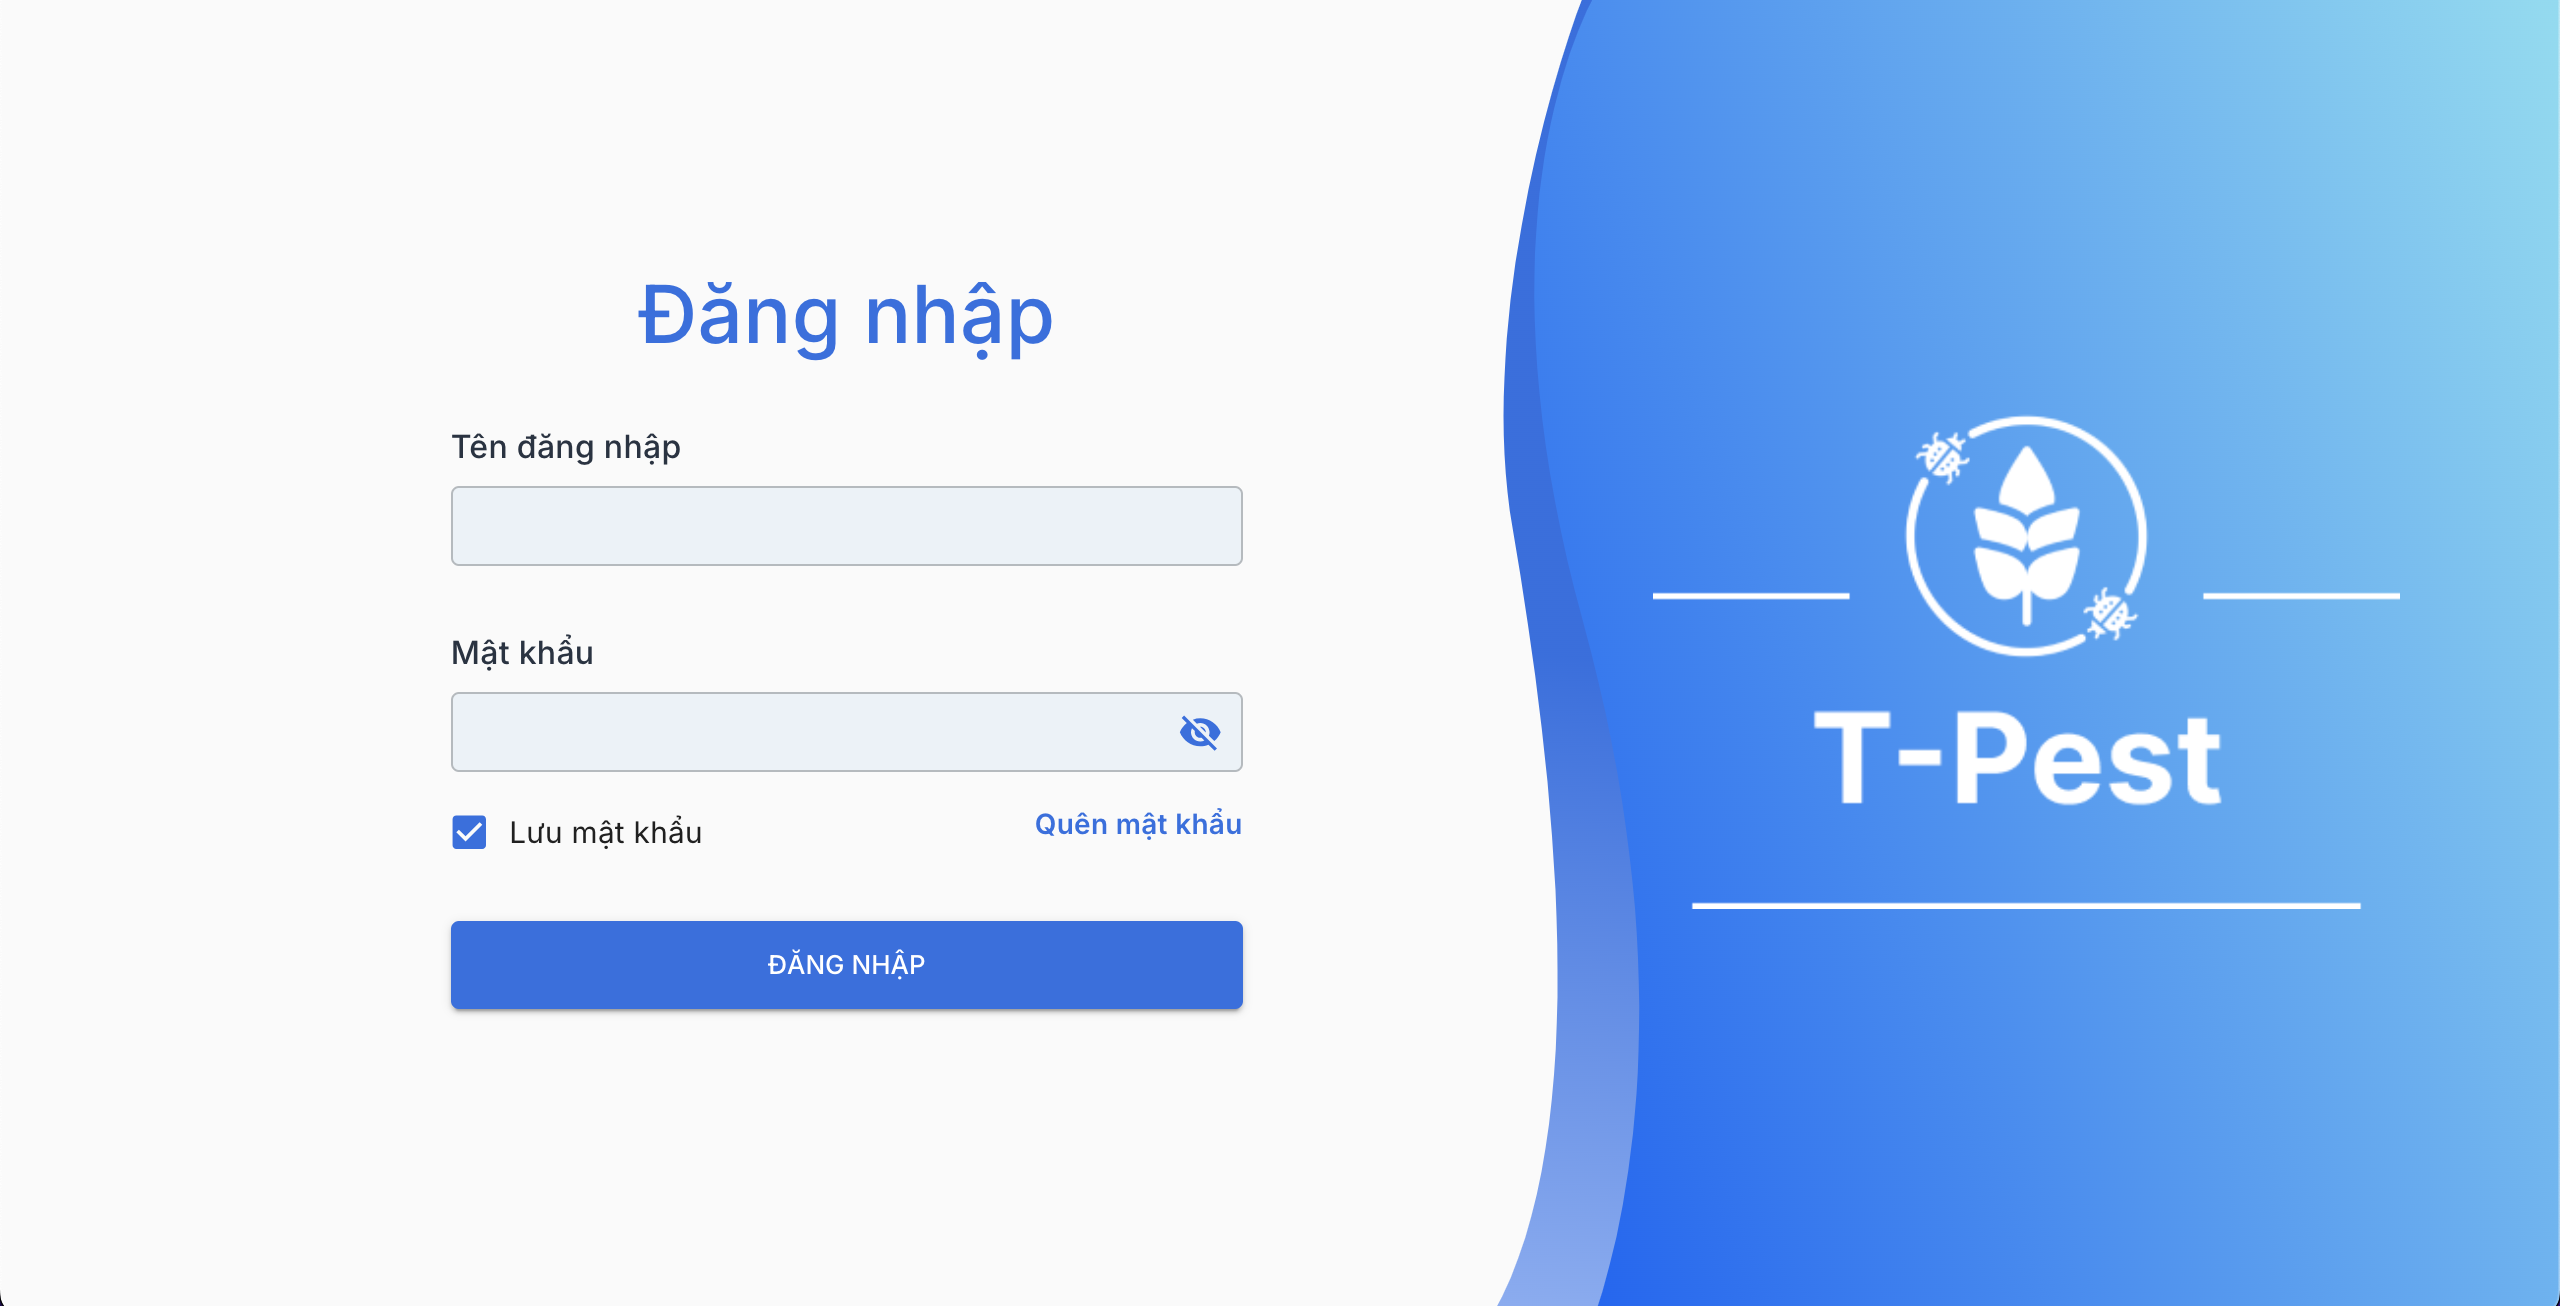 Đăng nhập
Tên đăng nhập
Mật khẩu
Lưu mật khẩu
Quên mật khẩu
ĐĂNG NHẬP
T-Pest